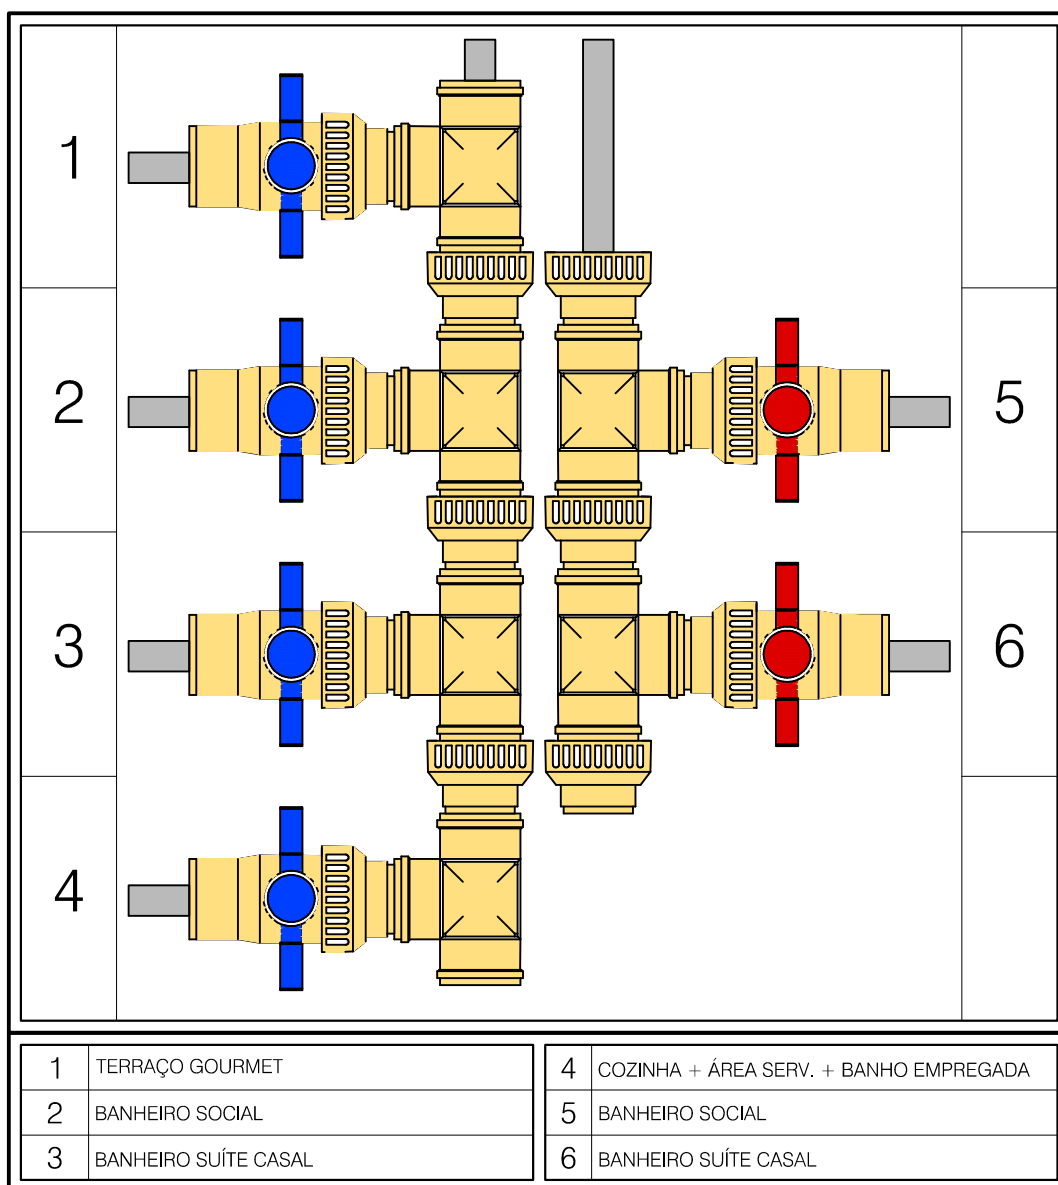 1
2
3
4
5
6
1 TERRAÇO GOURMET
2 BANHEIRO SOCIAL
3 BANHEIRO SUÍTE CASAL
4 COZINHA + ÁREA SERV. + BANHO EMPREGADA
5 BANHEIRO SOCIAL
6 BANHEIRO SUÍTE CASAL